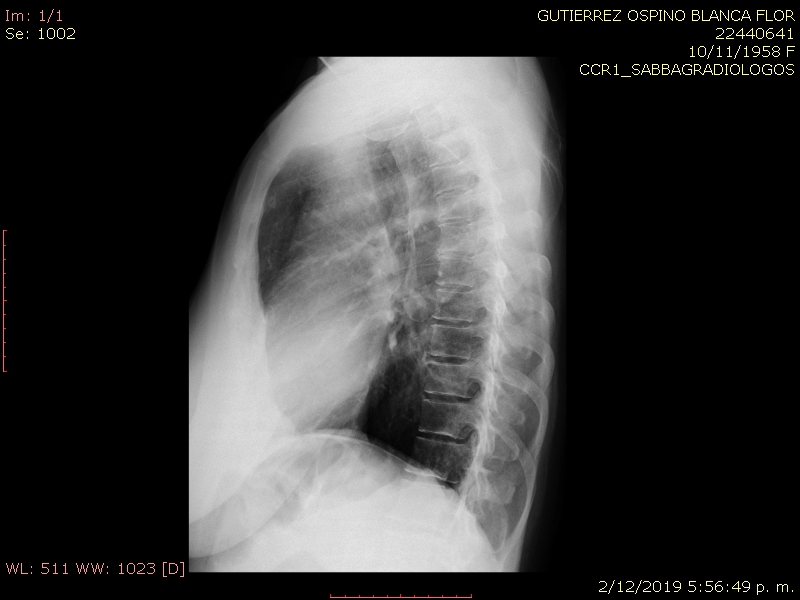 Im: 1/1
Se: 1002
GUTIERREZ OSPINO BLANCA FLOR
22440641
10/11/1958 F
CCR1_SABBAGRADIOLOGOS
WL: 511 WW: 1023 [D]
2/12/2019 5:56:49 p. m.